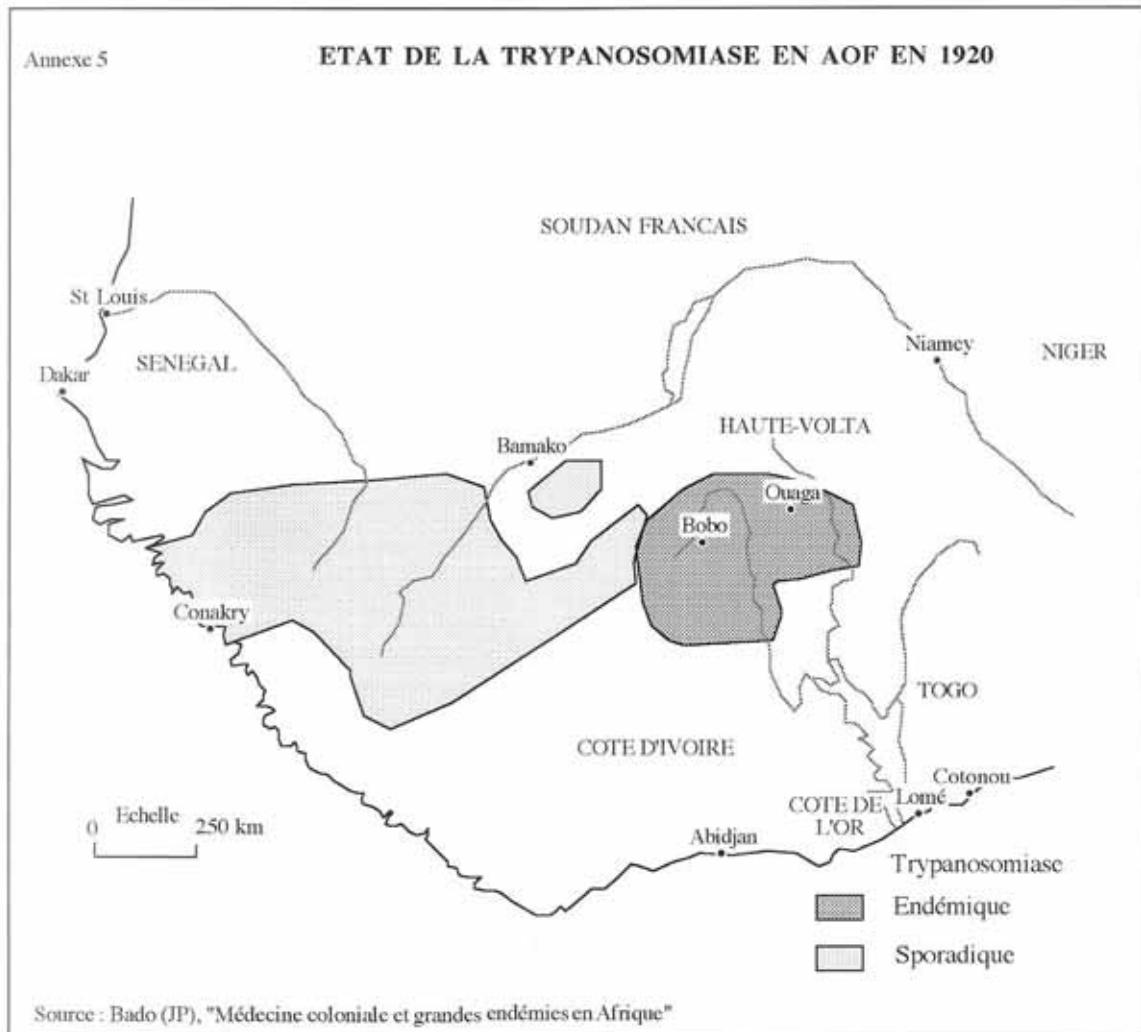 Annexe 5
ETAT DE LA TRYPANOSOMIASE EN AOF EN 1920
SOUDAN FRANCAIS
St Louis
SENEGAL
Niamey
NIGER
Dakar
HAUTE-VOLTA
Bamako
Ouaga
Bobo
Conakry
TOGO
COTE D'IVOIRE
Cotonou
Lomé
COTE DE
L'OR
Echelle
0 250 km
Abidjan
Trypanosomiase
Endémique
Sporadique
Source : Bado (JP), "Médecine coloniale et grandes endémies en Afrique"